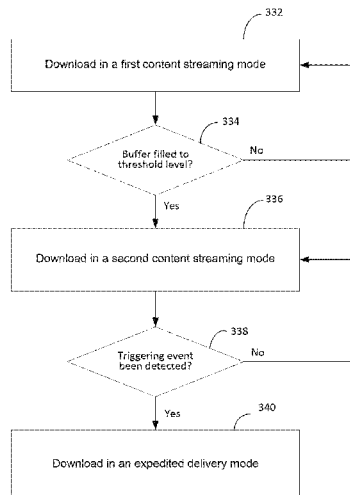 332
Download in a first content streaming mode
334
Buffer filled to
threshold level?
No
Yes
336
Download in a second content streaming mode
338
Triggering event
been detected?
No
Yes
340
Download in an expedited delivery mode